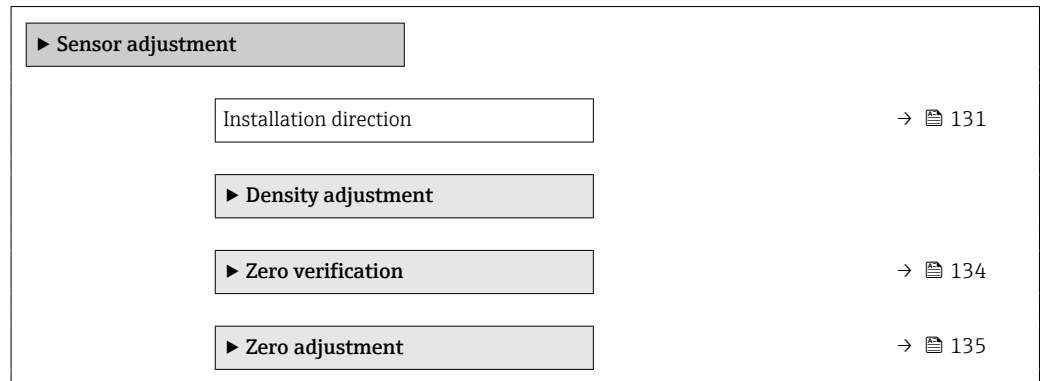 ▶ Sensor adjustment
Installation direction → 🖺 131
▶ Density adjustment
▶ Zero verification → 🖺 134
▶ Zero adjustment → 🖺 135